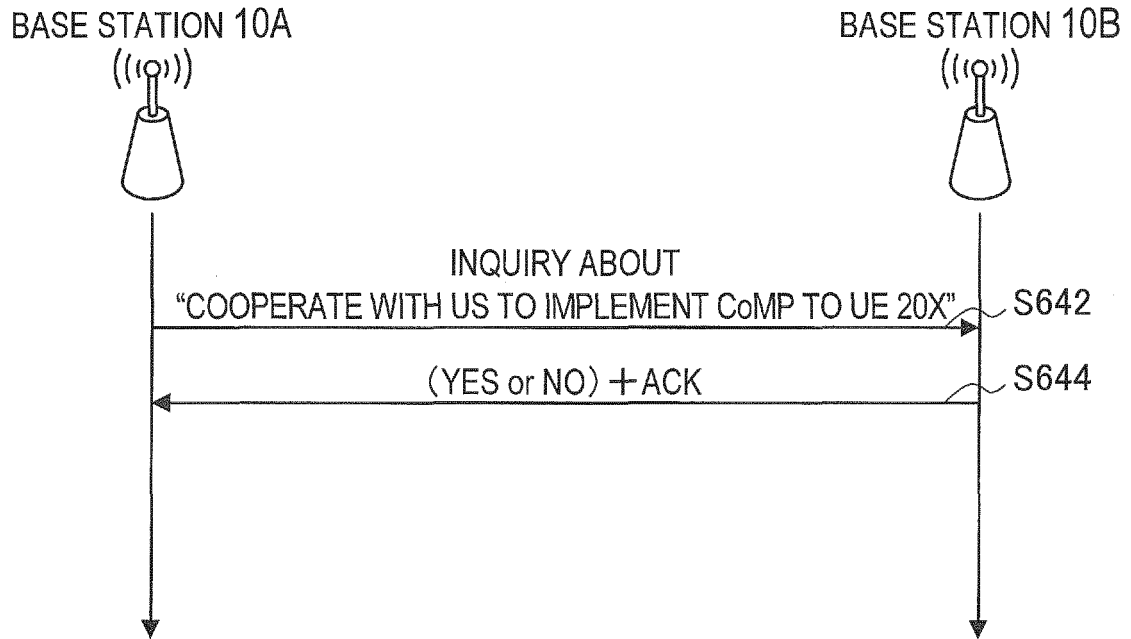 BASE STATION 10A
BASE STATION 10B
INQUIRY ABOUT
“COOPERATE WITH US TO IMPLEMENT CoMP TO UE 20X”
S642
(YES or NO)+ACK
S644